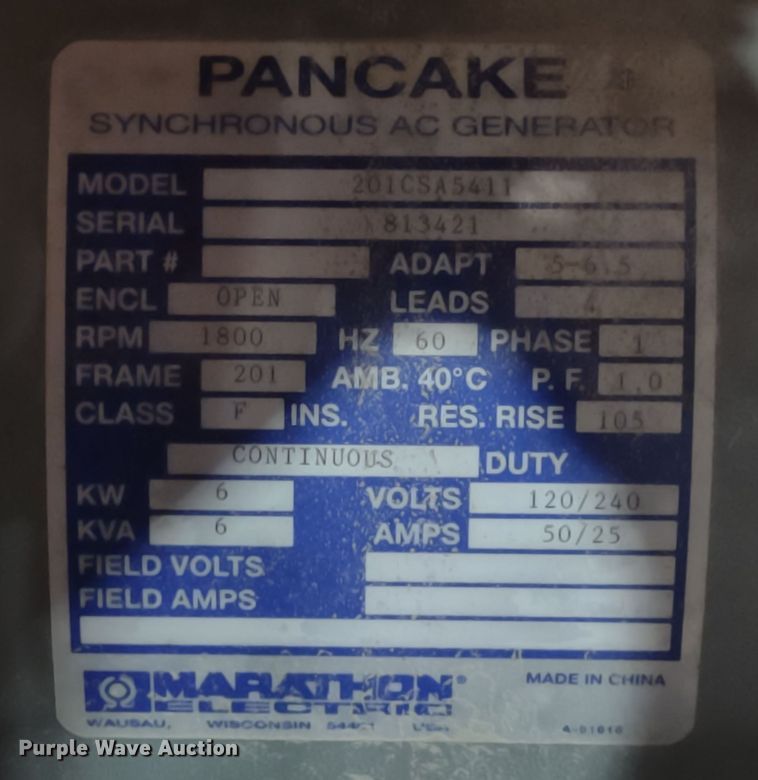 PANCAKE
SYNCHRONOUS AC GENERATOR
MODEL 201CSA5411
SERIAL 813421
PART # ADAPT 5-6.5
ENCL OPEN LEADS 4
RPM 1800 HZ 60 PHASE 1
FRAME 201 AMB. 40°C P. F. 1.0
CLASS F INS. RES. RISE 105
CONTINUOUS DUTY
KW 6 VOLTS 120/240
KVA 6 AMPS 50/25
FIELD VOLTS
FIELD AMPS
MARATHON®
ELECTRIC
MADE IN CHINA
WAUSAU, WISCONSIN USA
Purple Wave Auction